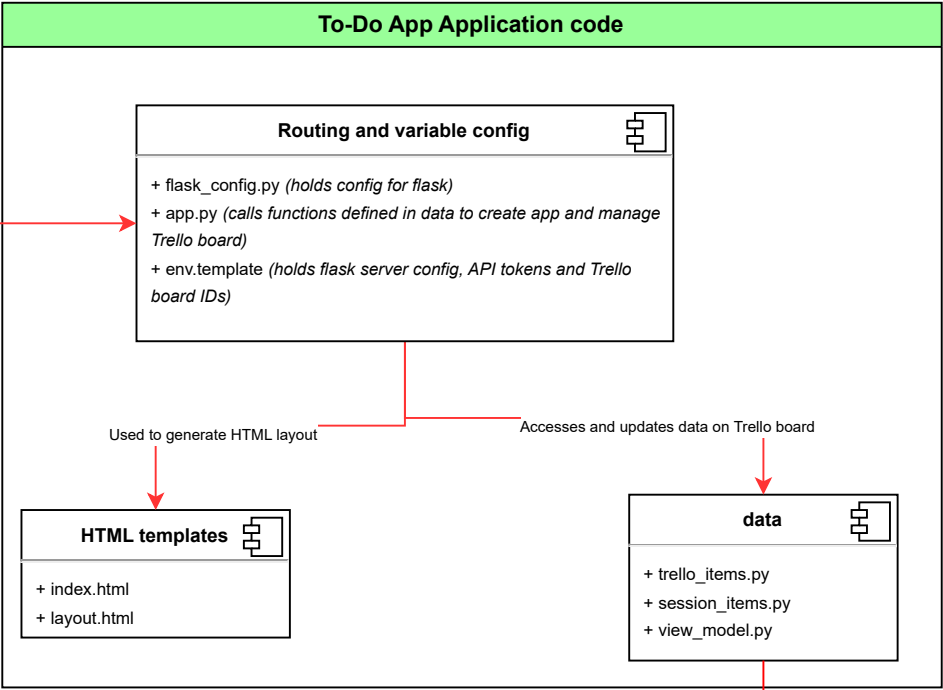 To-Do App Application code
Routing and variable config
+ flask_config.py (holds config for flask)
+ app.py (calls functions defined in data to create app and manage
Trello board)
+ env.template (holds flask server config, API tokens and Trello
board IDs)
Used to generate HTML layout
Accesses and updates data on Trello board
HTML templates
+ index.html
+ layout.html
data
+ trello_items.py
+ session_items.py
+ view_model.py